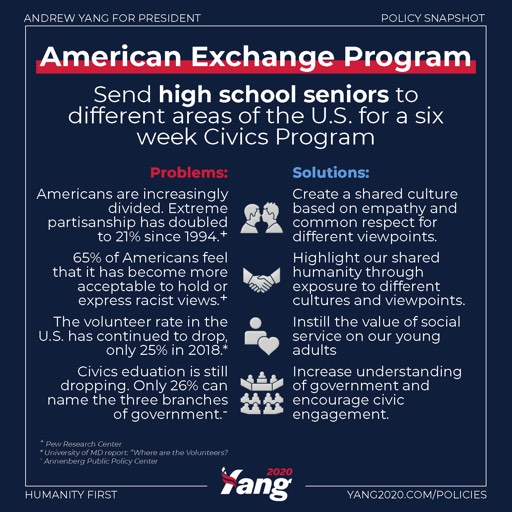 ANDREW YANG FOR PRESIDENT
POLICY SNAPSHOT
American Exchange Program
Send high school seniors to
different areas of the U.S. for a six
week Civics Program
Problems:
Americans are increasingly
divided. Extreme
partisanship has doubled
to 21% since 1994.+
65% of Americans feel
that it has become more
acceptable to hold or
express racist views.+
The volunteer rate in the
U.S. has continued to drop,
only 25% in 2018.*
Civics eduation is still
dropping. Only 26% can
name the three branches
of government.-
Solutions:
Create a shared culture
based on empathy and
common respect for
different viewpoints.
Highlight our shared
humanity through
exposure to different
cultures and viewpoints.
Instill the value of social
service on our young
adults
Increase understanding
of government and
encourage civic
engagement.
+ Pew Research Center
* University of MD report: "Where are the Volunteers?
- Annenberg Public Policy Center
HUMANITY FIRST
Yang 2020
YANG2020.COM/POLICIES